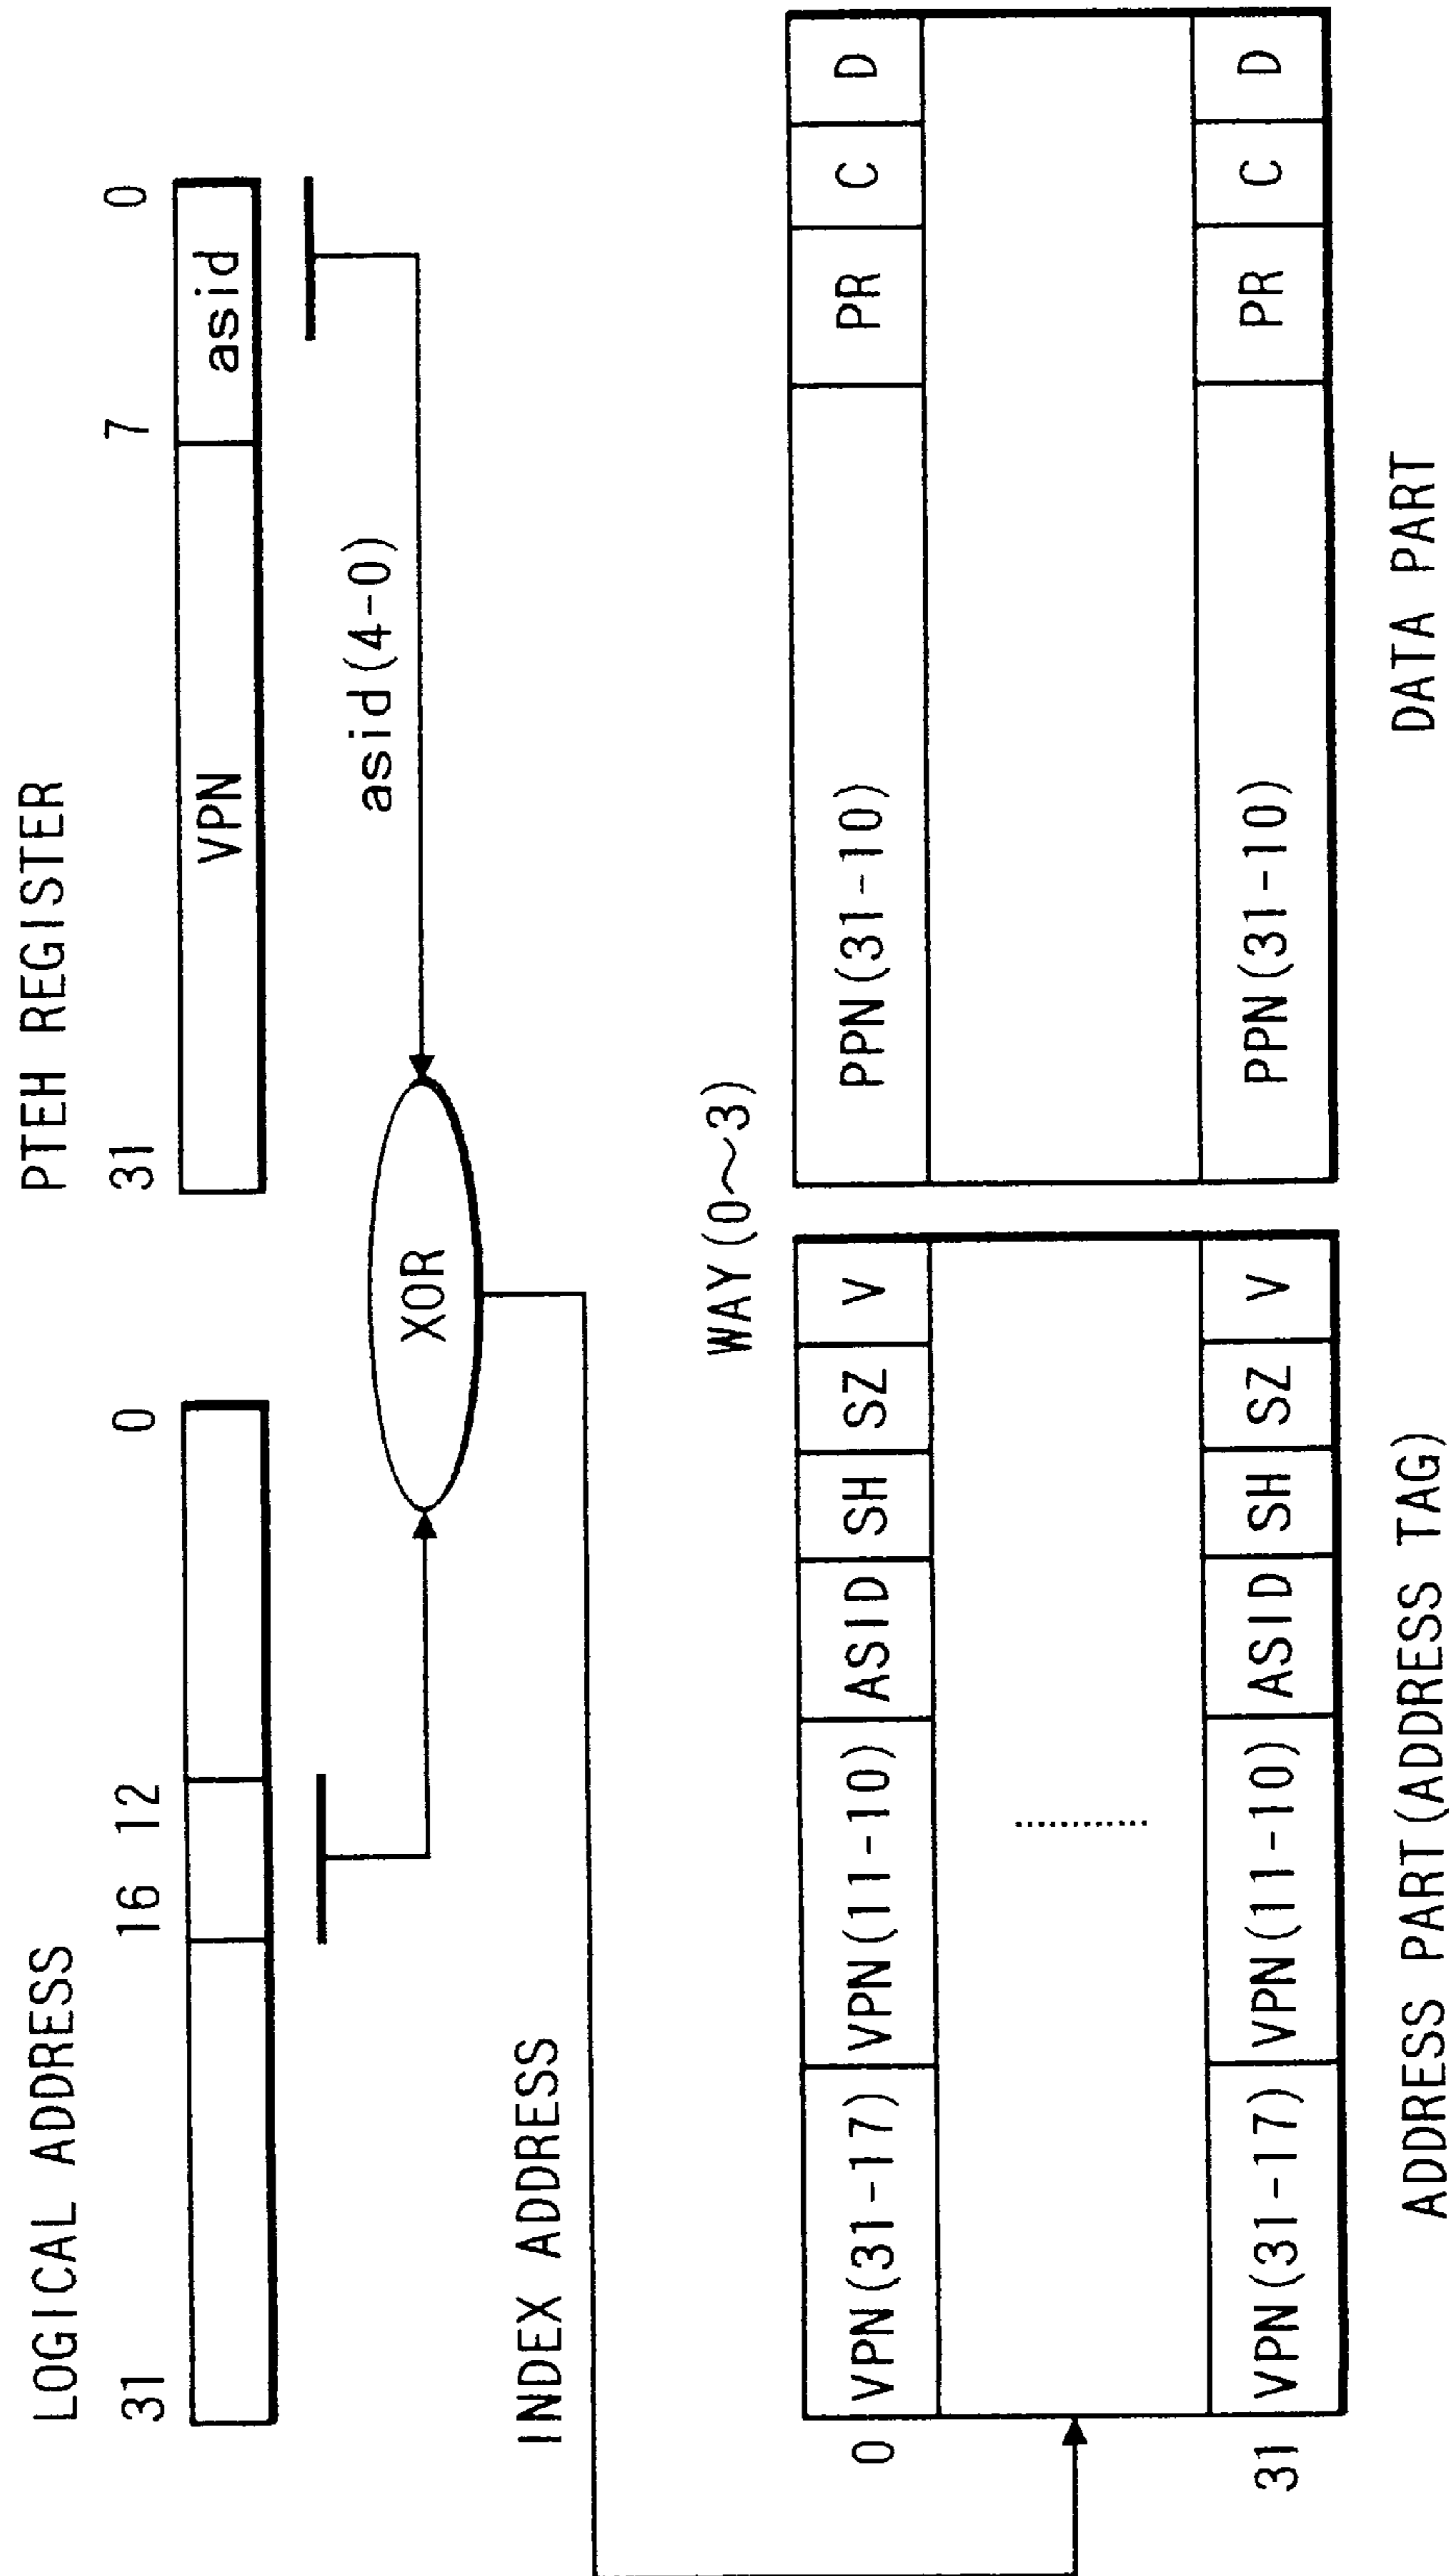 LOGICAL ADDRESS PTEH REGISTER
31 16 12 0 31 7 0
VPN asid
asid(4-0)
XOR
INDEX ADDRESS
WAY(0~3)
0 VPN(31-17) VPN(11-10) ASID SH SZ V PPN(31-10) PR C D
31 VPN(31-17) VPN(11-10) ASID SH SZ V PPN(31-10) PR C D
ADDRESS PART(ADDRESS TAG) DATA PART